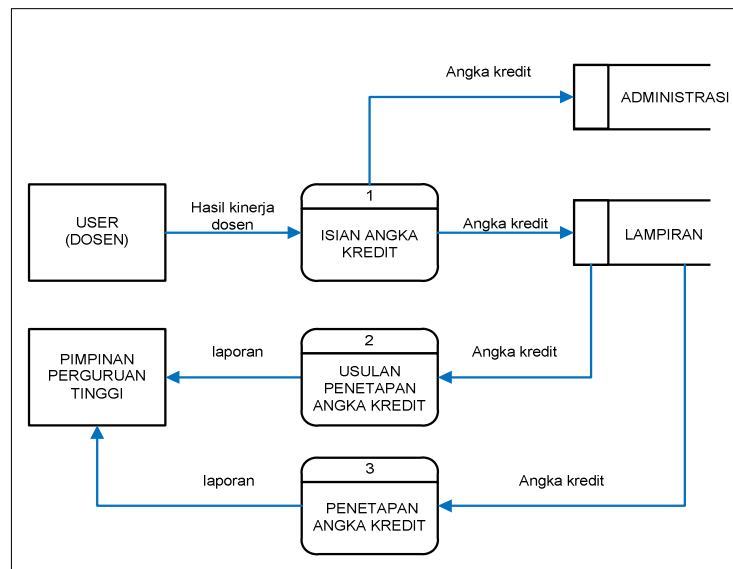 Angka kredit
ADMINISTRASI
USER
(DOSEN)
Hasil kinerja
dosen
1
ISIAN ANGKA
KREDIT
Angka kredit
LAMPIRAN
PIMPINAN
PERGURUAN
TINGGI
laporan
2
USULAN
PENETAPAN
ANGKA KREDIT
Angka kredit
laporan
3
PENETAPAN
ANGKA KREDIT
Angka kredit